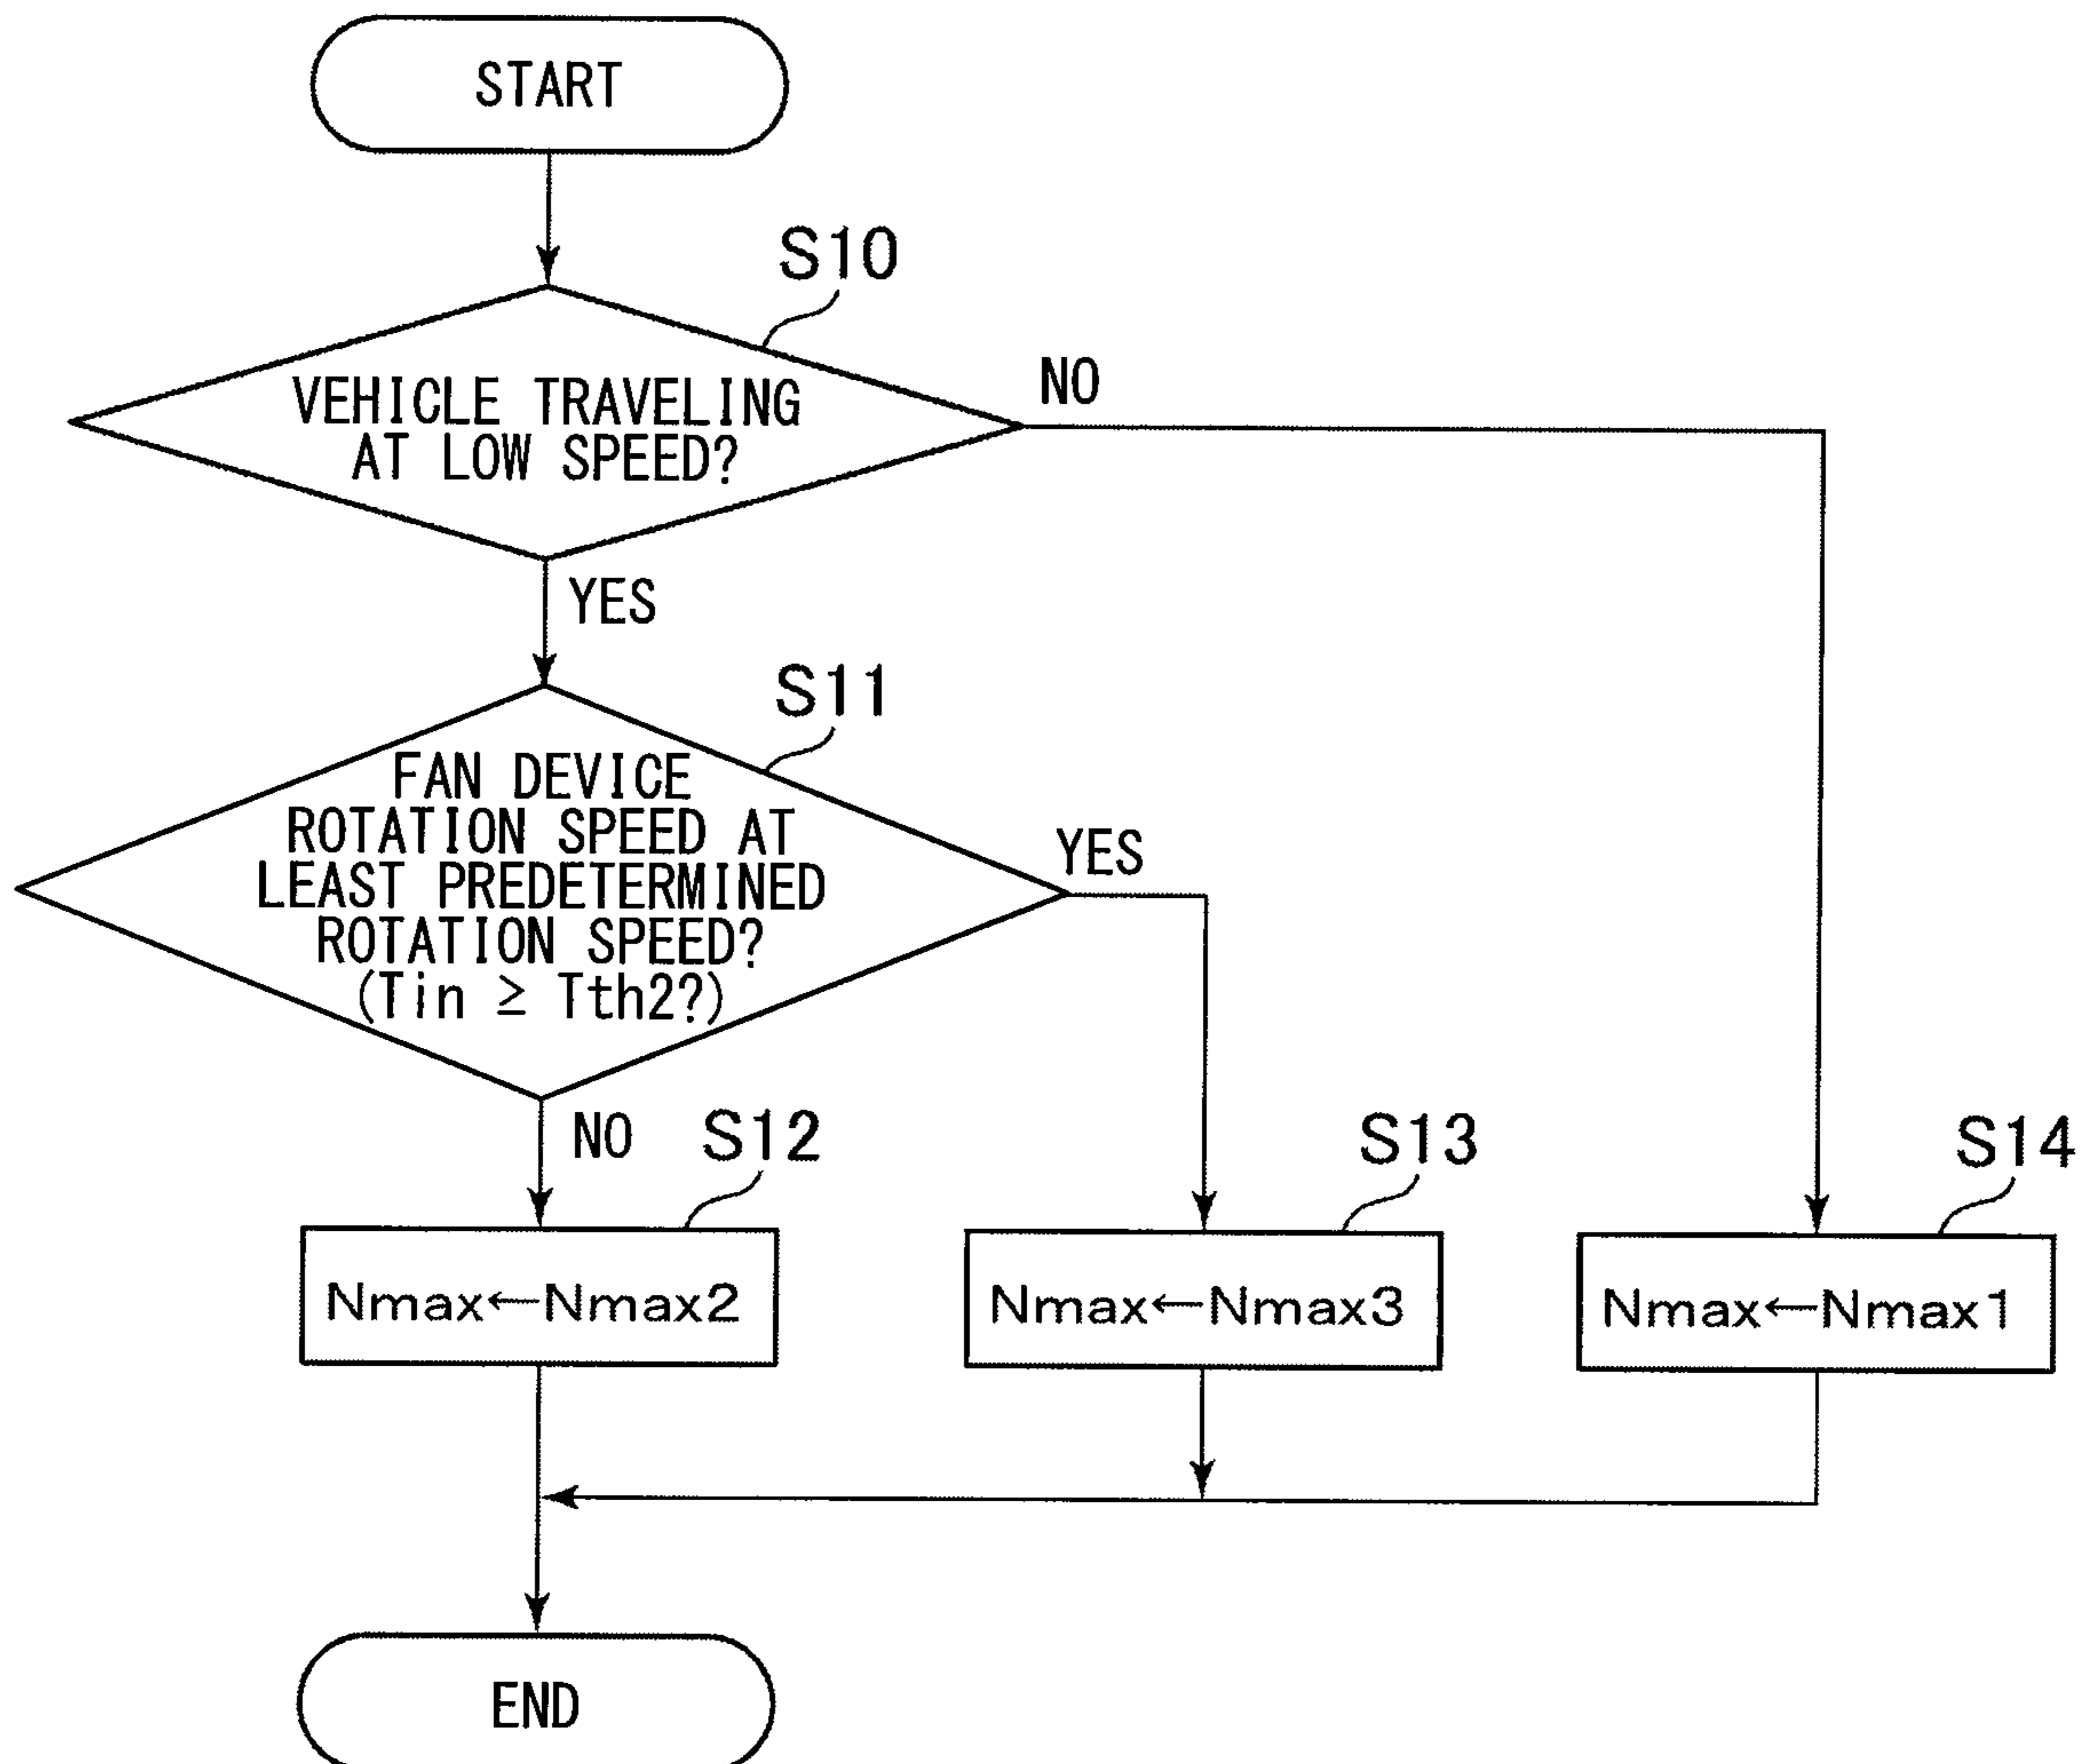 START
S10
VEHICLE TRAVELING
AT LOW SPEED?
NO
YES
S11
FAN DEVICE
ROTATION SPEED AT
LEAST PREDETERMINED
ROTATION SPEED?
(Tin ≥ Tth2?)
YES
NO
S12
S13
S14
Nmax←Nmax2
Nmax←Nmax3
Nmax←Nmax1
END